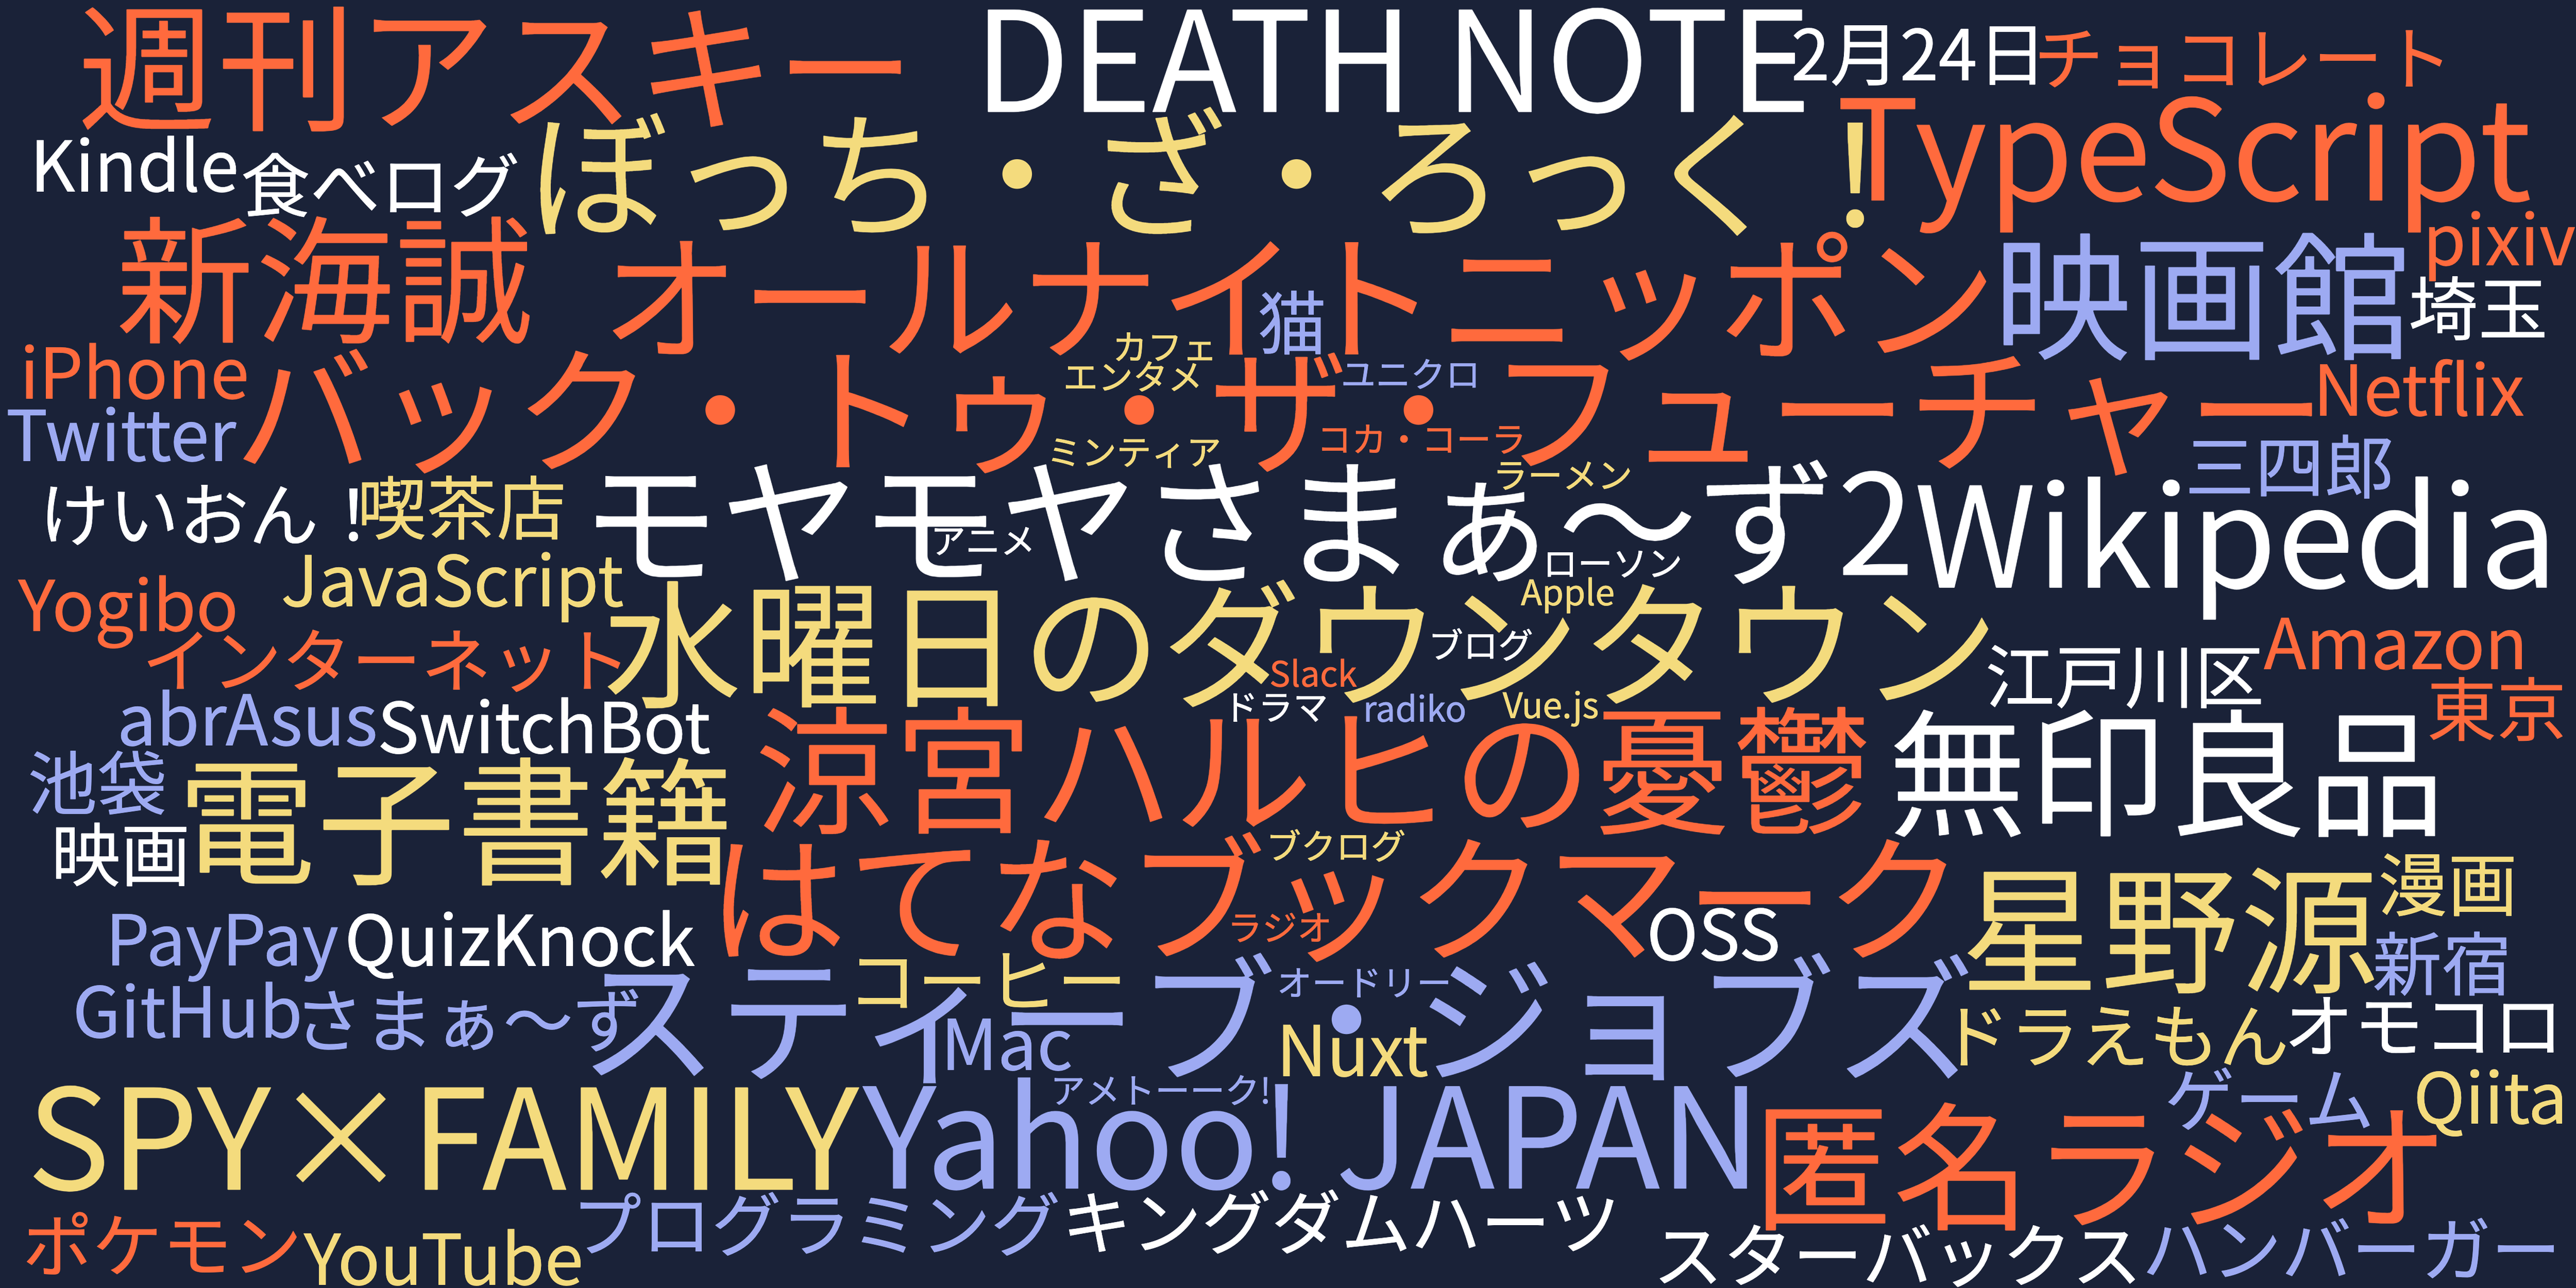 週刊アスキー
DEATH NOTE
2月24日
チョコレート
Kindle
食べログ
ぼっち・ざ・ろっく!
TypeScript
pixiv
新海誠
オールナイトニッポン
映画館
埼玉
猫
iPhone
カフェ
エンタメ
ユニクロ
Netflix
Twitter
バック・トゥ・ザ・フューチャー
ミンティア
コカ・コーラ
三四郎
ラーメン
けいおん!
喫茶店
モヤモヤさまぁ〜ず2
Wikipedia
アニメ
ローソン
JavaScript
Apple
Yogibo
インターネット
水曜日のダウンタウン
ブログ
Amazon
Slack
江戸川区
東京
abrAsus
SwitchBot
ドラマ
radiko
Vue.js
池袋
電子書籍
涼宮ハルヒの憂鬱
無印良品
映画
ブクログ
はてなブックマーク
漫画
PayPay
QuizKnock
ラジオ
OSS
星野源
新宿
コーヒー
オードリー
GitHub
さまぁ〜ず
スティーブ・ジョブズ
Mac
Nuxt
ドラえもん
オモコロ
アメトーーク!
ゲーム
Qiita
SPY×FAMILY
Yahoo! JAPAN
匿名ラジオ
プログラミング
キングダムハーツ
ポケモン
YouTube
スターバックス
ハンバーガー